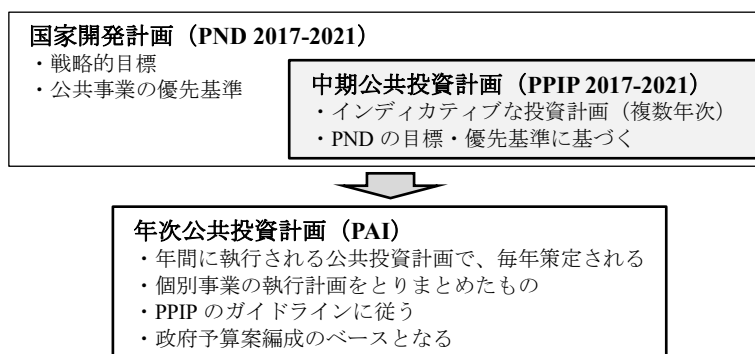 国家開発計画（PND 2017-2021）
・戦略的目標
・公共事業の優先基準
中期公共投資計画（PPIP 2017-2021）
・インディカティブな投資計画（複数年次）
・PND の目標・優先基準に基づく
年次公共投資計画（PAI）
・年間に執行される公共投資計画で、毎年策定される
・個別事業の執行計画をとりまとめたもの
・PPIP のガイドラインに従う
・政府予算案編成のベースとなる